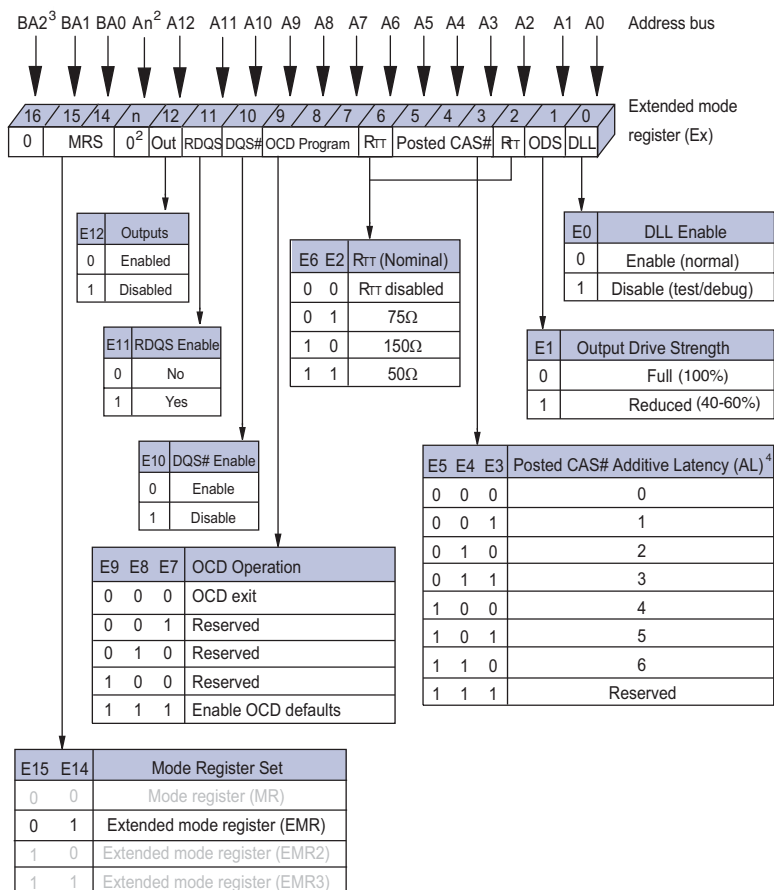 BA2³ BA1 BA0 An² A12 A11 A10 A9 A8 A7 A6 A5 A4 A3 A2 A1 A0 Address bus
16 15 14 n 12 11 10 9 8 7 6 5 4 3 2 1 0 Extended mode
register (Ex)
0 MRS 0² Out RDQS DQS# OCD Program RTT Posted CAS# RTT ODS DLL
E12 Outputs
0 Enabled
1 Disabled
E11 RDQS Enable
0 No
1 Yes
E10 DQS# Enable
0 Enable
1 Disable
E9 E8 E7 OCD Operation
0 0 0 OCD exit
0 0 1 Reserved
0 1 0 Reserved
1 0 0 Reserved
1 1 1 Enable OCD defaults
E15 E14 Mode Register Set
0 0 Mode register (MR)
0 1 Extended mode register (EMR)
1 0 Extended mode register (EMR2)
1 1 Extended mode register (EMR3)
E6 E2 RTT (Nominal)
0 0 RTT disabled
0 1 75Ω
1 0 150Ω
1 1 50Ω
E0 DLL Enable
0 Enable (normal)
1 Disable (test/debug)
E1 Output Drive Strength
0 Full (100%)
1 Reduced (40-60%)
E5 E4 E3 Posted CAS# Additive Latency (AL)⁴
0 0 0 0
0 0 1 1
0 1 0 2
0 1 1 3
1 0 0 4
1 0 1 5
1 1 0 6
1 1 1 Reserved